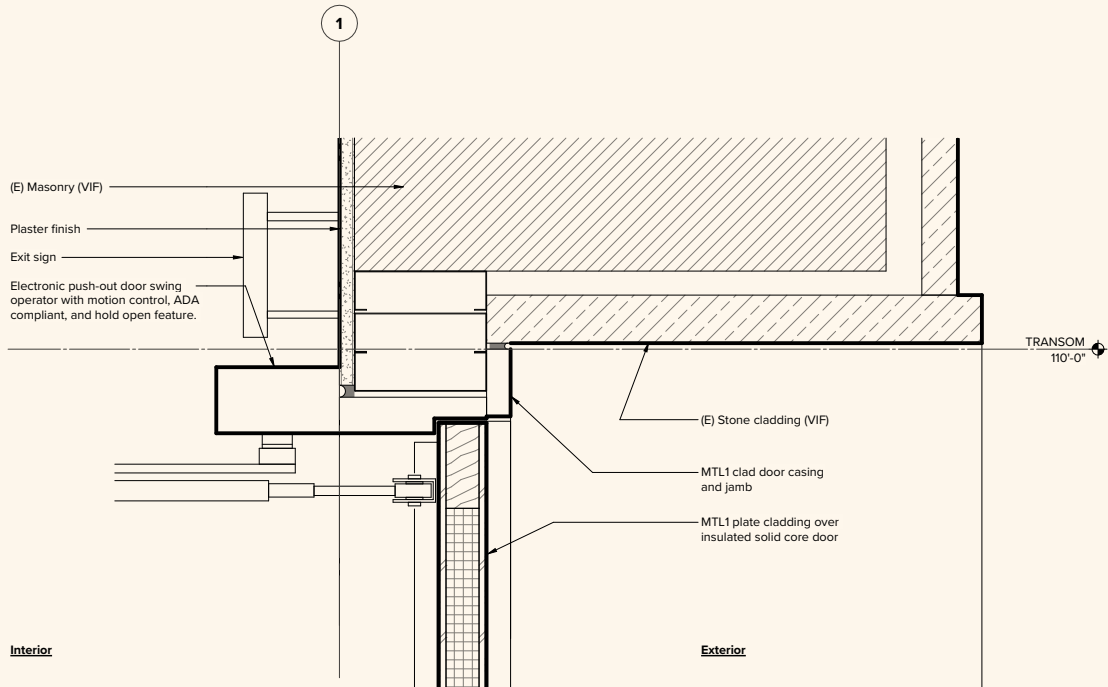 1
(E) Masonry (VIF)
Plaster finish
Exit sign
Electronic push-out door swing
operator with motion control, ADA
compliant, and hold open feature.
TRANSOM
110'-0"
(E) Stone cladding (VIF)
MTL1 clad door casing
and jamb
MTL1 plate cladding over
insulated solid core door
Interior
Exterior